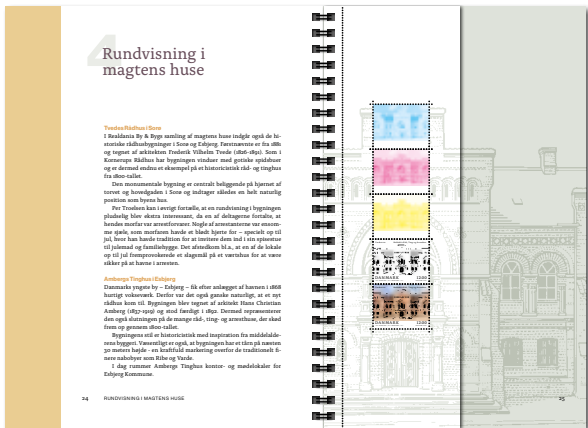 4
Rundvisning i
magtens huse
Tvedes Rådhus i Sorø
I Realdania By & Bygs samling af magtens huse indgår også de hi-
storiske rådhusbygninger i Sorø og Esbjerg. Førstnævnte er fra 1881
og tegnet af arkitekten Frederik Vilhelm Tvede (1826-1891). Som i
Kornerups Rådhus har bygningen vinduer med gotiske spidsbuer
og er dermed endnu et eksempel på et historicistisk råd- og tinghus
fra 1800-tallet.
Den monumentale bygning er centralt beliggende på hjørnet af
torvet og hovedgaden i Sorø og indtager således en helt naturlig
position som byens hus.
Per Troelsen kan i øvrigt fortælle, at en rundvisning i bygningen
pludselig blev ekstra interessant, da en af deltagerne fortalte, at
hendes morfar var arrestforvarer. Nogle af arrestanterne var ensom-
me sjæle, som morfaren havde et blødt hjerte for – specielt op til
jul, hvor han havde tradition for at invitere dem ind i sin spisestue
til julemad og familiehygge. Det afstedkom bl.a., at en af de lokale
op til jul fremprovokerede et slagsmål på et værtshus for at være
sikker på at havne i arresten.
Ambergs Tinghus i Esbjerg
Danmarks yngste by – Esbjerg – fik efter anlægget af havnen i 1868
hurtigt vokseværk. Derfor var det også ganske naturligt, at et nyt
rådhus kom til. Bygningen blev tegnet af arkitekt Hans Christian
Amberg (1837-1919) og stod færdigt i 1892. Dermed repræsenterer
den også slutningen på de mange råd-, ting- og arresthuse, der skød
frem op gennem 1800-tallet.
Bygningens stil er historicistisk med inspiration fra middelalde-
rens byggeri. Væsentligt er også, at bygningen har et tårn på næsten
30 meters højde - en kraftfuld marketing overfor de traditionelt fi-
nere nabobyer som Ribe og Varde.
I dag rummer Ambergs Tinghus kontor- og mødelokaler for
Esbjerg Kommune.
24 RUNDVISNING I MAGTENS HUSE
DANMARK 12.00
DANMARK 12.00
25